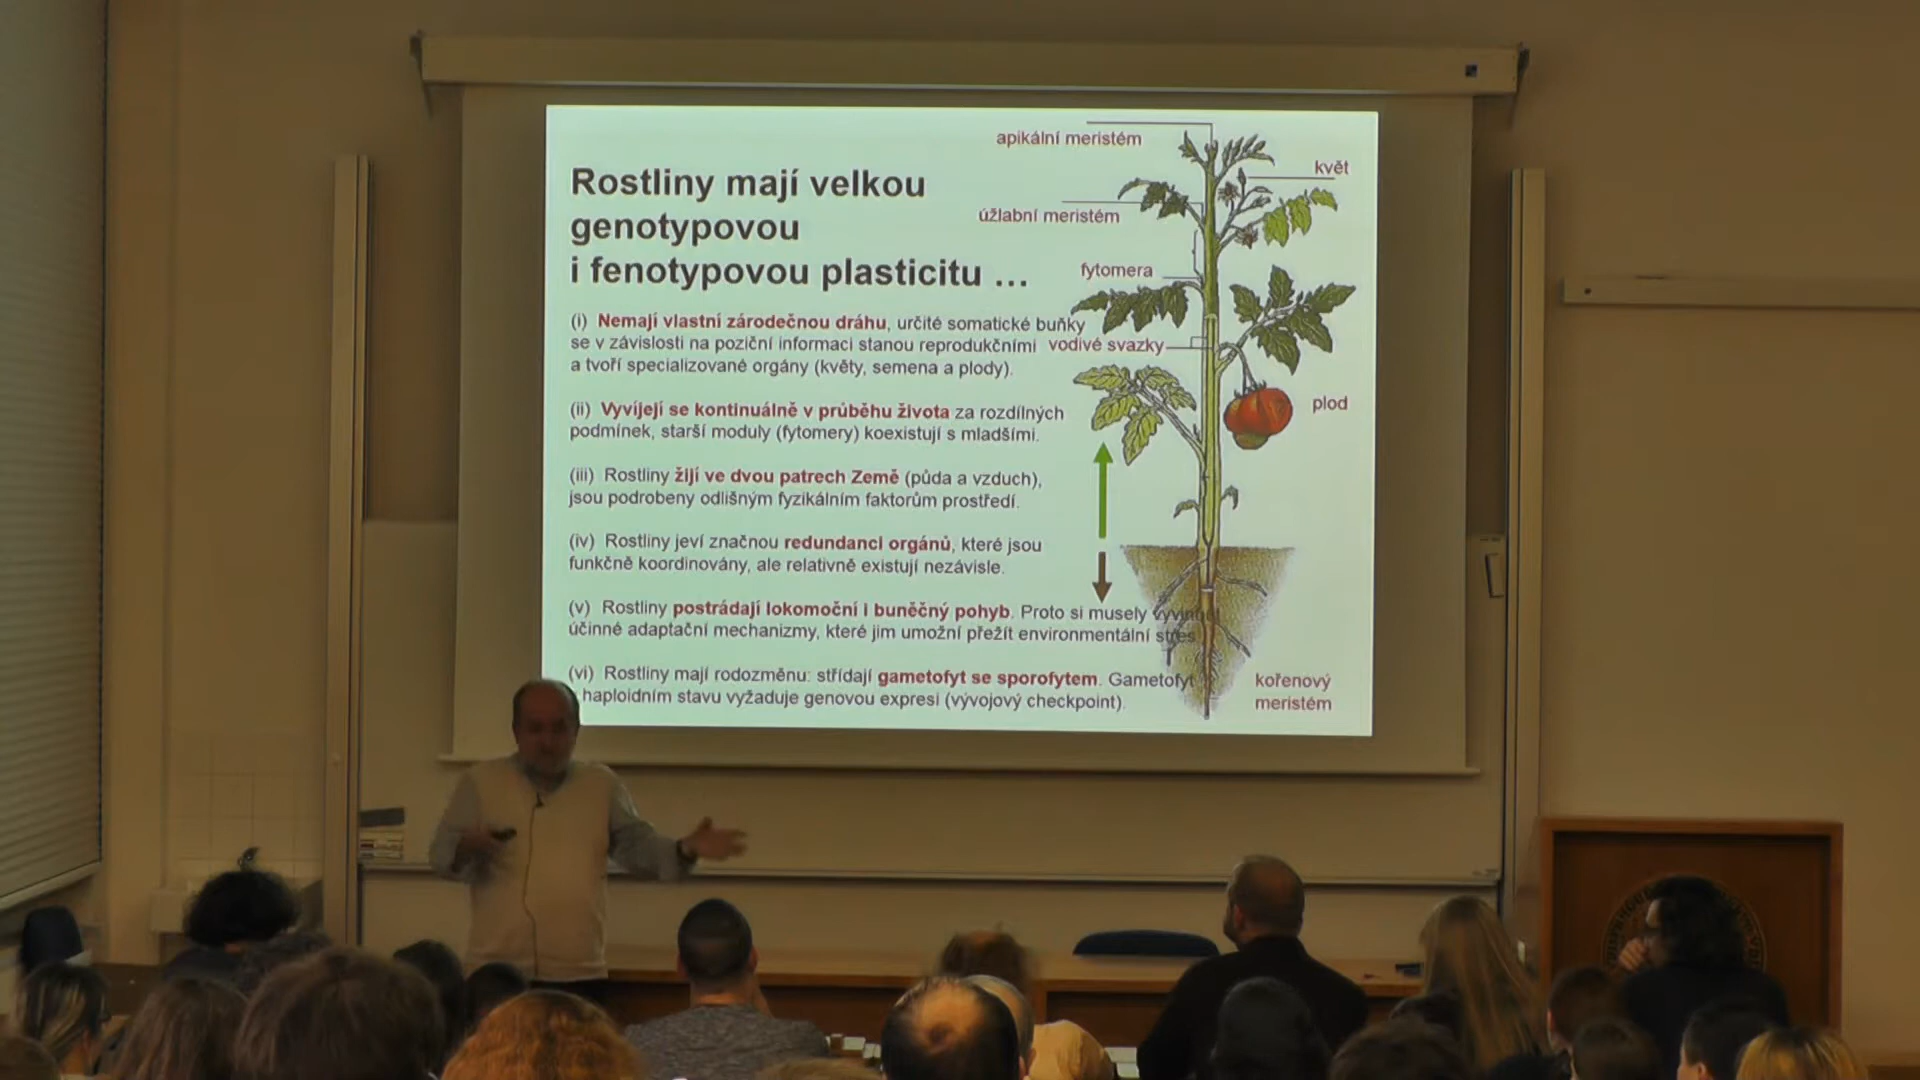 apikální meristém
květ
Rostliny mají velkou
genotypovou
i fenotypovou plasticitu …
úžlabní meristém
fytomera
(i) Nemají vlastní zárodečnou dráhu, určité somatické buňky
se v závislosti na poziční informaci stanou reprodukčními
a tvoří specializované orgány (květy, semena a plody).
vodivé svazky
plod
(ii) Vyvíjejí se kontinuálně v průběhu života za rozdílných
podmínek, starší moduly (fytomery) koexistují s mladšími.
(iii) Rostliny žijí ve dvou patrech Země (půda a vzduch),
jsou podrobeny odlišným fyzikálním faktorům prostředí.
(iv) Rostliny jeví značnou redundanci orgánů, které jsou
funkčně koordinovány, ale relativně existují nezávisle.
(v) Rostliny postrádají lokomoční i buněčný pohyb. Proto si musely
účinné adaptační mechanizmy, které jim umožní přežít environmentální stres
(vi) Rostliny mají rodozměnu: střídají gametofyt se sporofytem. Gametofyt
haploidním stavu vyžaduje genovou expresi (vývojový checkpoint).
kořenový
meristém